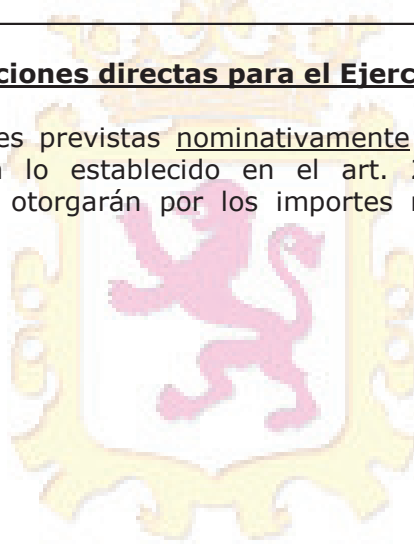 ciones directas para el Ejerc
es previstas nominativamente
lo establecido en el art.
otorgarán por los importes